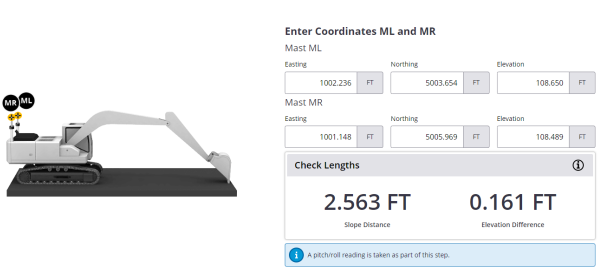 Enter Coordinates ML and MR
Mast ML
Easting Northing Elevation
1002.236 FT 5003.654 FT 108.650 FT
Mast MR
Easting Northing Elevation
1001.148 FT 5005.969 FT 108.489 FT
Check Lengths
2.563 FT 0.161 FT
Slope Distance Elevation Difference
A pitch/roll reading is taken as part of this step.
MR ML